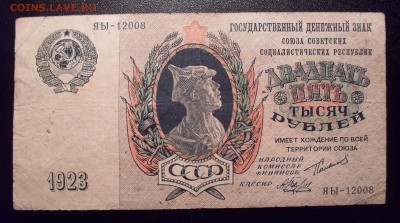 COINS.LAVE.RU
ЯЫ-12008
ГОСУДАРСТВЕННЫЙ ДЕНЕЖНЫЙ ЗНАК
СОЮЗА СОВЕТСКИХ
СОЦИАЛИСТИЧЕСКИХ РЕСПУБЛИК
ДВАДЦАТЬ
ПЯТЬ
ТЫСЯЧ
РУБЛЕЙ
ИМЕЕТ ХОЖДЕНИЕ ПО ВСЕЙ
ТЕРРИТОРИИ СОЮЗА
НАРОДНЫЙ
КОМИССАР
ФИНАНСОВ
КАССИР
СССР
1923
ЯЫ-12008